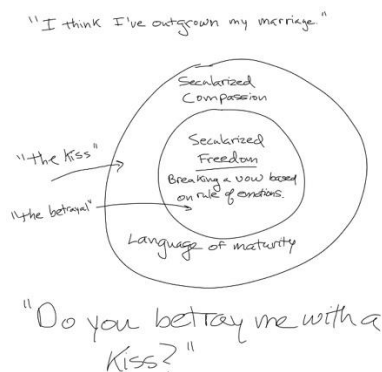 "I think I've outgrown my marriage"
Secularized
Compassion
Secularized
Freedom
"the Kiss"
Breaking a vow based
on rule of emotions.
"the betrayal"
Language of maturity
"Do you betray me with a
Kiss?"